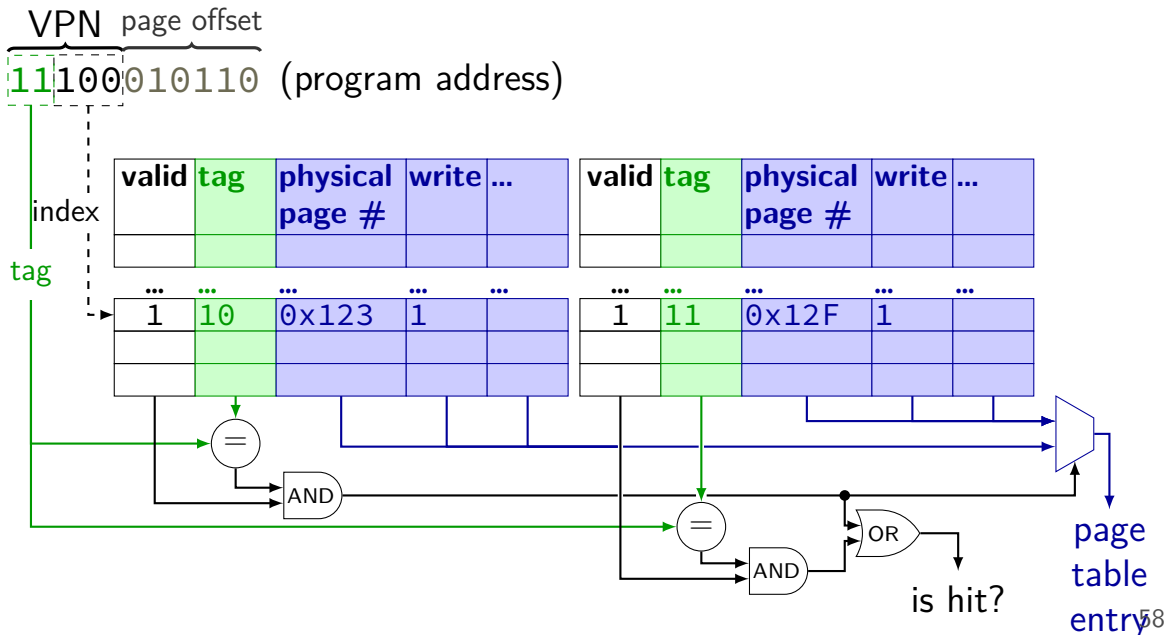 VPN page offset
11100010110 (program address)
valid tag physical page # write ... valid tag physical page # write ...
index
tag
... ... ... ... ... ... ... ... ...
1 10 0x123 1 1 11 0x12F 1
=
AND
=
OR
AND
is hit?
page
table
entry
58